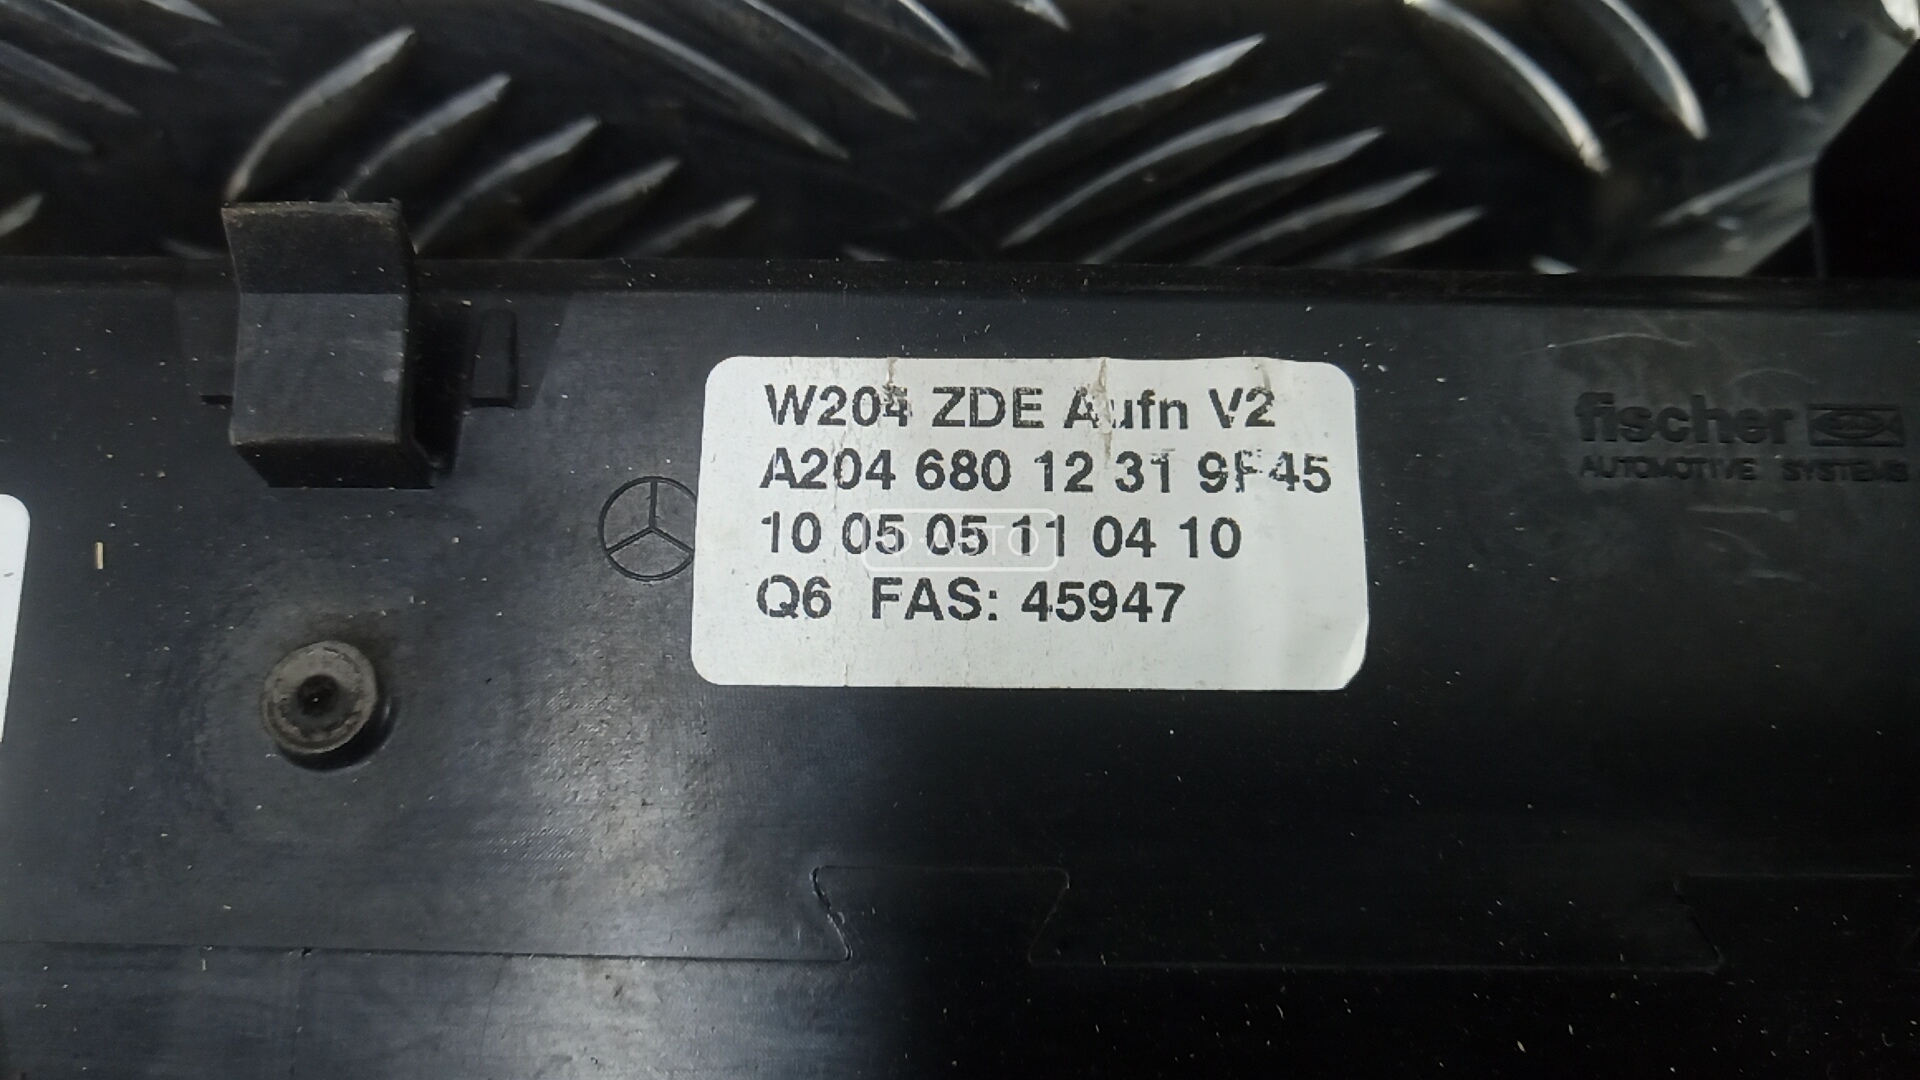 W204 ZDE Aufn V2
A204 680 12 31 9F45
10 05 05 11 04 10
Q6 FAS: 45947
fischer
AUTOMOTIVE SYSTEMS